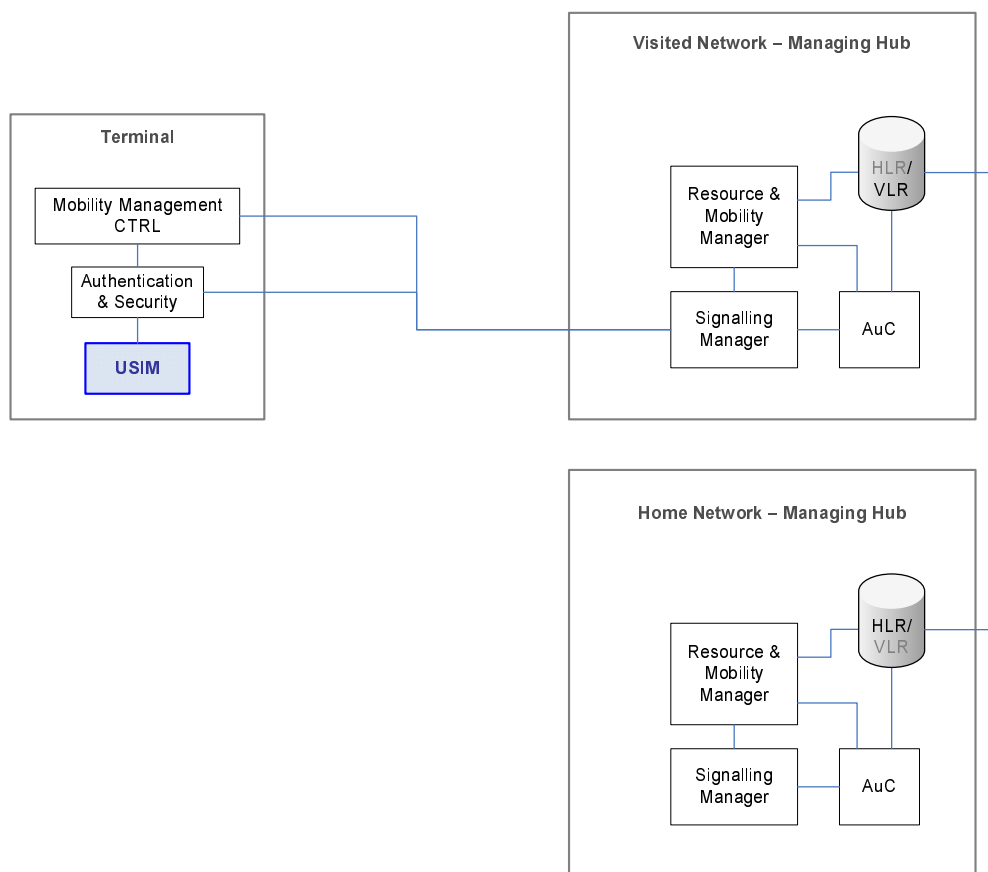 Visited Network – Managing Hub
Terminal
Mobility Management
CTRL
Authentication
& Security
USIM
Resource &
Mobility
Manager
HLR/
VLR
Signalling
Manager
AuC
Home Network – Managing Hub
Resource &
Mobility
Manager
HLR/
VLR
Signalling
Manager
AuC